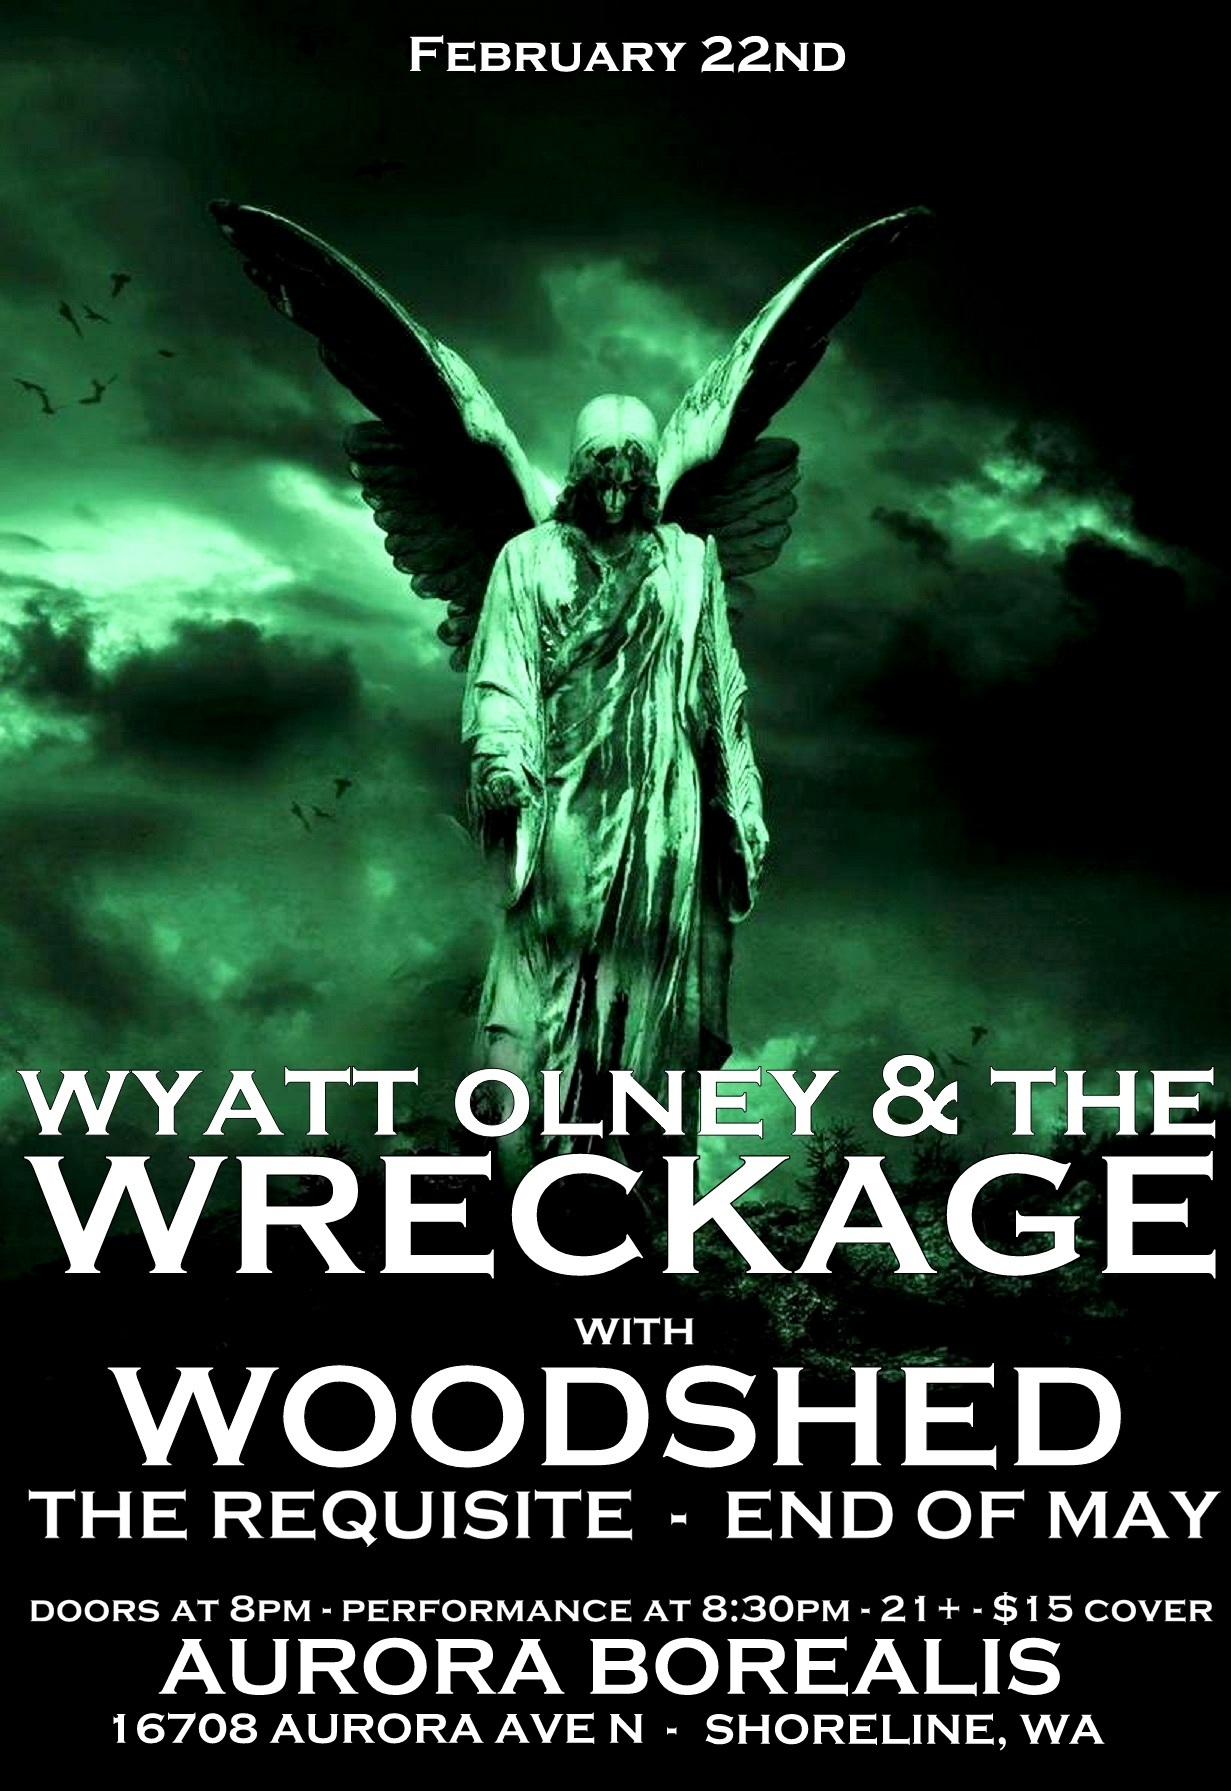 February 22nd
WYATT OLNEY & THE
WRECKAGE
WITH
WOODSHED
THE REQUISITE - END OF MAY
DOORS AT 8PM - PERFORMANCE AT 8:30PM - 21+ - $15 COVER
AURORA BOREALIS
16708 AURORA AVE N - SHORELINE, WA